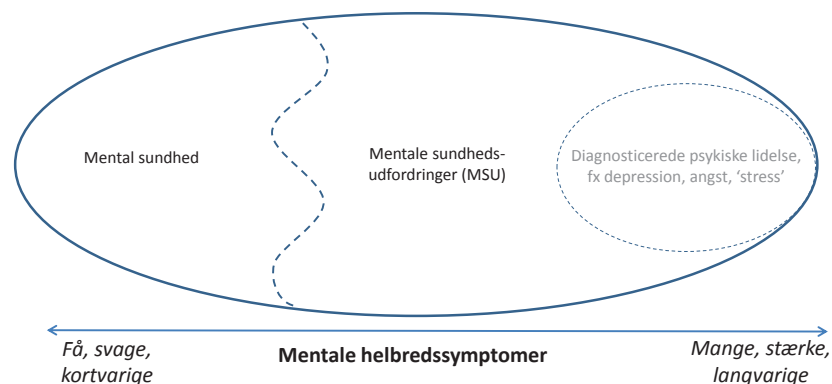 Mental sundhed
Mentale sundheds-
udfordringer (MSU)
Diagnosticerede psykiske lidelse,
fx depression, angst, ‘stress’
Få, svage,
kortvarige
Mentale helbredssymptomer
Mange, stærke,
langvarige